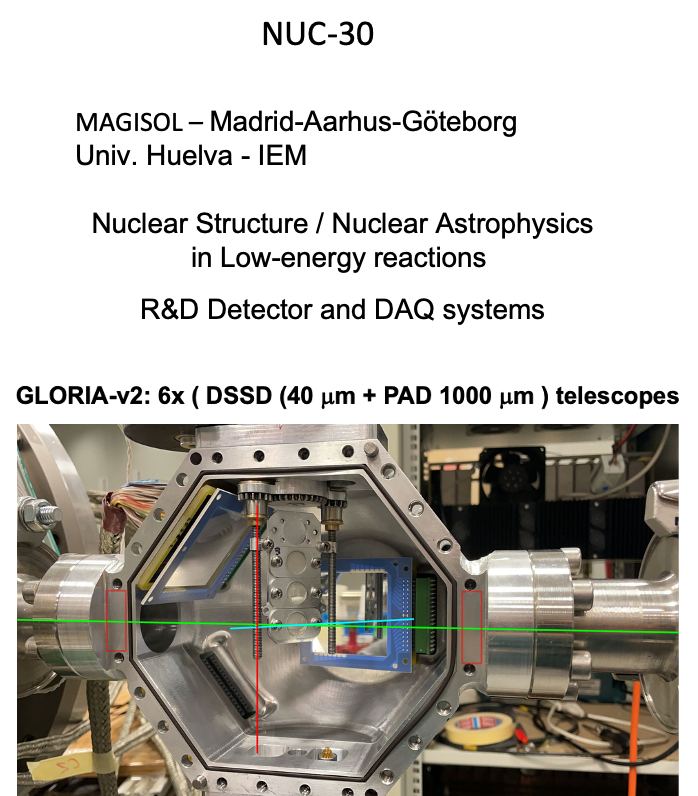 NUC-30
MAGISOL – Madrid-Aarhus-Göteborg
Univ. Huelva - IEM
Nuclear Structure / Nuclear Astrophysics
in Low-energy reactions
R&D Detector and DAQ systems
GLORIA-v2: 6x ( DSSD (40 μm + PAD 1000 μm ) telescopes